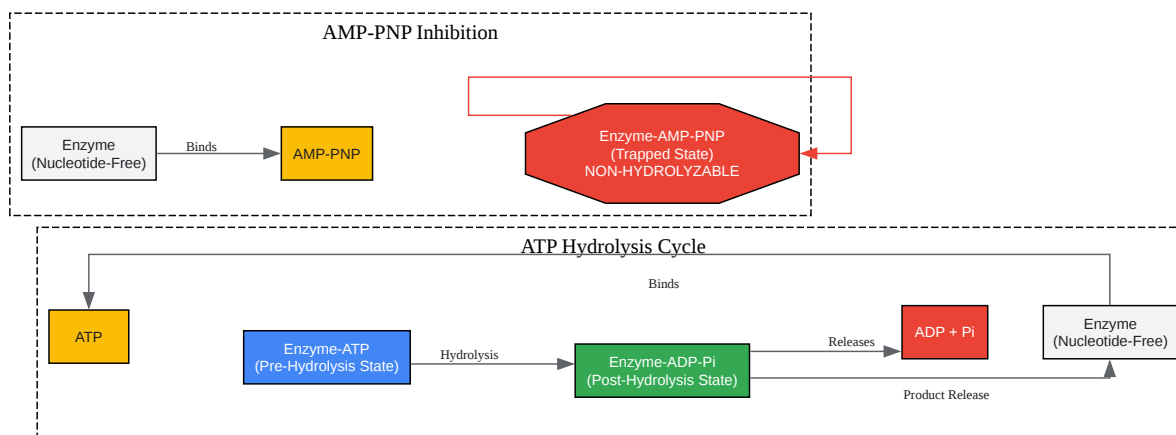 AMP-PNP Inhibition
Enzyme
(Nucleotide-Free)
Binds
AMP-PNP
Enzyme-AMP-PNP
(Trapped State)
NON-HYDROLYZABLE
ATP Hydrolysis Cycle
Binds
ATP
Enzyme-ATP
(Pre-Hydrolysis State)
Hydrolysis
Enzyme-ADP-Pi
(Post-Hydrolysis State)
Releases
ADP + Pi
Enzyme
(Nucleotide-Free)
Product Release